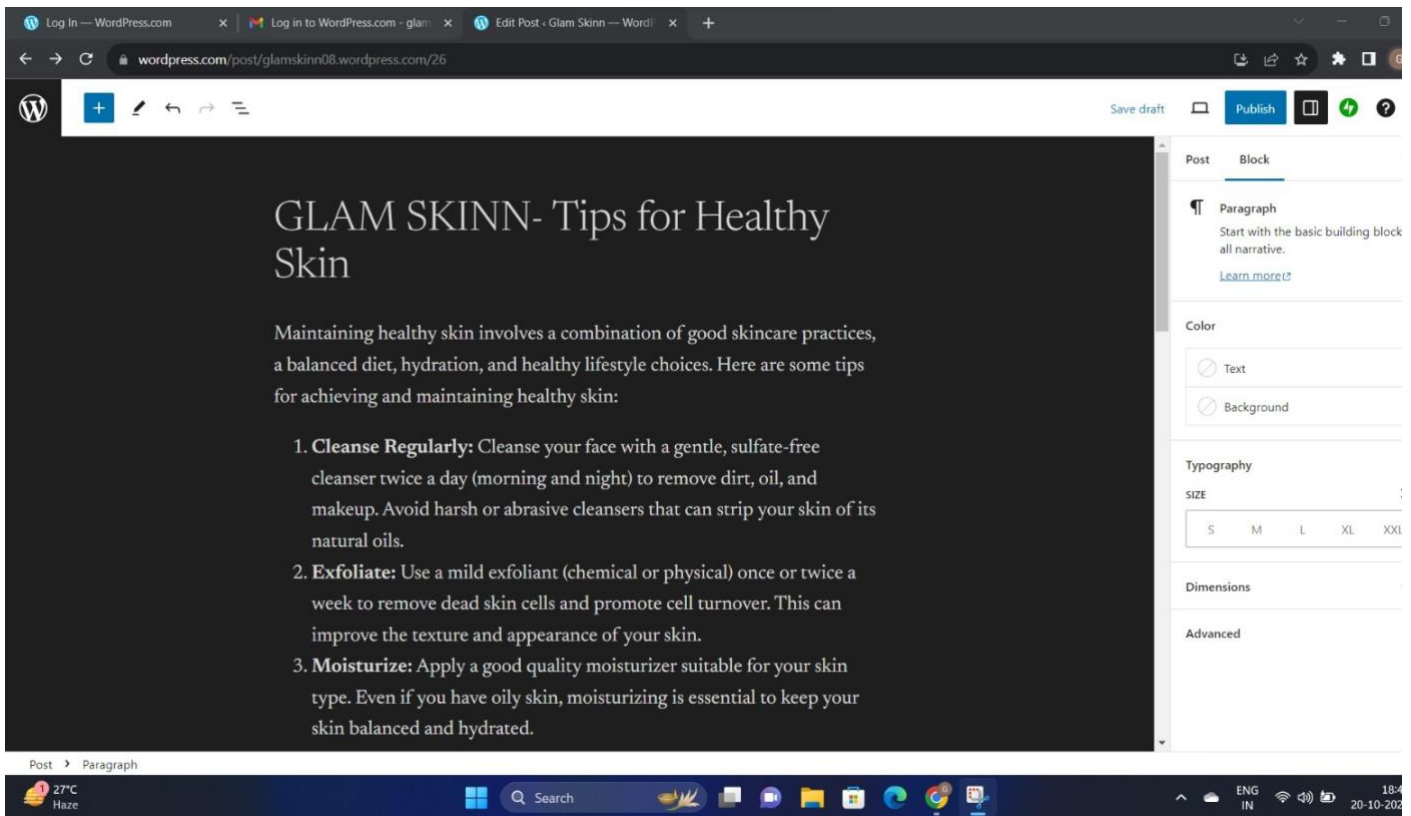 Log In — WordPress.com
Log in to WordPress.com - glam
Edit Post ‹ Glam Skinn — WordP
wordpress.com/post/glamskinn08.wordpress.com/26
Save draft
Publish
GLAM SKINN- Tips for Healthy
Skin
Maintaining healthy skin involves a combination of good skincare practices,
a balanced diet, hydration, and healthy lifestyle choices. Here are some tips
for achieving and maintaining healthy skin:
1. Cleanse Regularly: Cleanse your face with a gentle, sulfate-free
cleanser twice a day (morning and night) to remove dirt, oil, and
makeup. Avoid harsh or abrasive cleansers that can strip your skin of its
natural oils.
2. Exfoliate: Use a mild exfoliant (chemical or physical) once or twice a
week to remove dead skin cells and promote cell turnover. This can
improve the texture and appearance of your skin.
3. Moisturize: Apply a good quality moisturizer suitable for your skin
type. Even if you have oily skin, moisturizing is essential to keep your
skin balanced and hydrated.
Post Block
Paragraph
Start with the basic building block
all narrative.
Learn more
Color
Text
Background
Typography
SIZE
S M L XL XXL
Dimensions
Advanced
Post > Paragraph
1
27°C
Haze
Search
ENG
IN
18:4
20-10-202